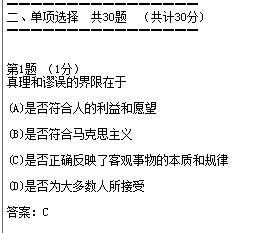 二、单项选择 共30题 （共计30分）
第1题 （1分）
真理和谬误的界限在于
(A)是否符合人的利益和愿望
(B)是否符合马克思主义
(C)是否正确反映了客观事物的本质和规律
(D)是否为大多数人所接受
答案：C